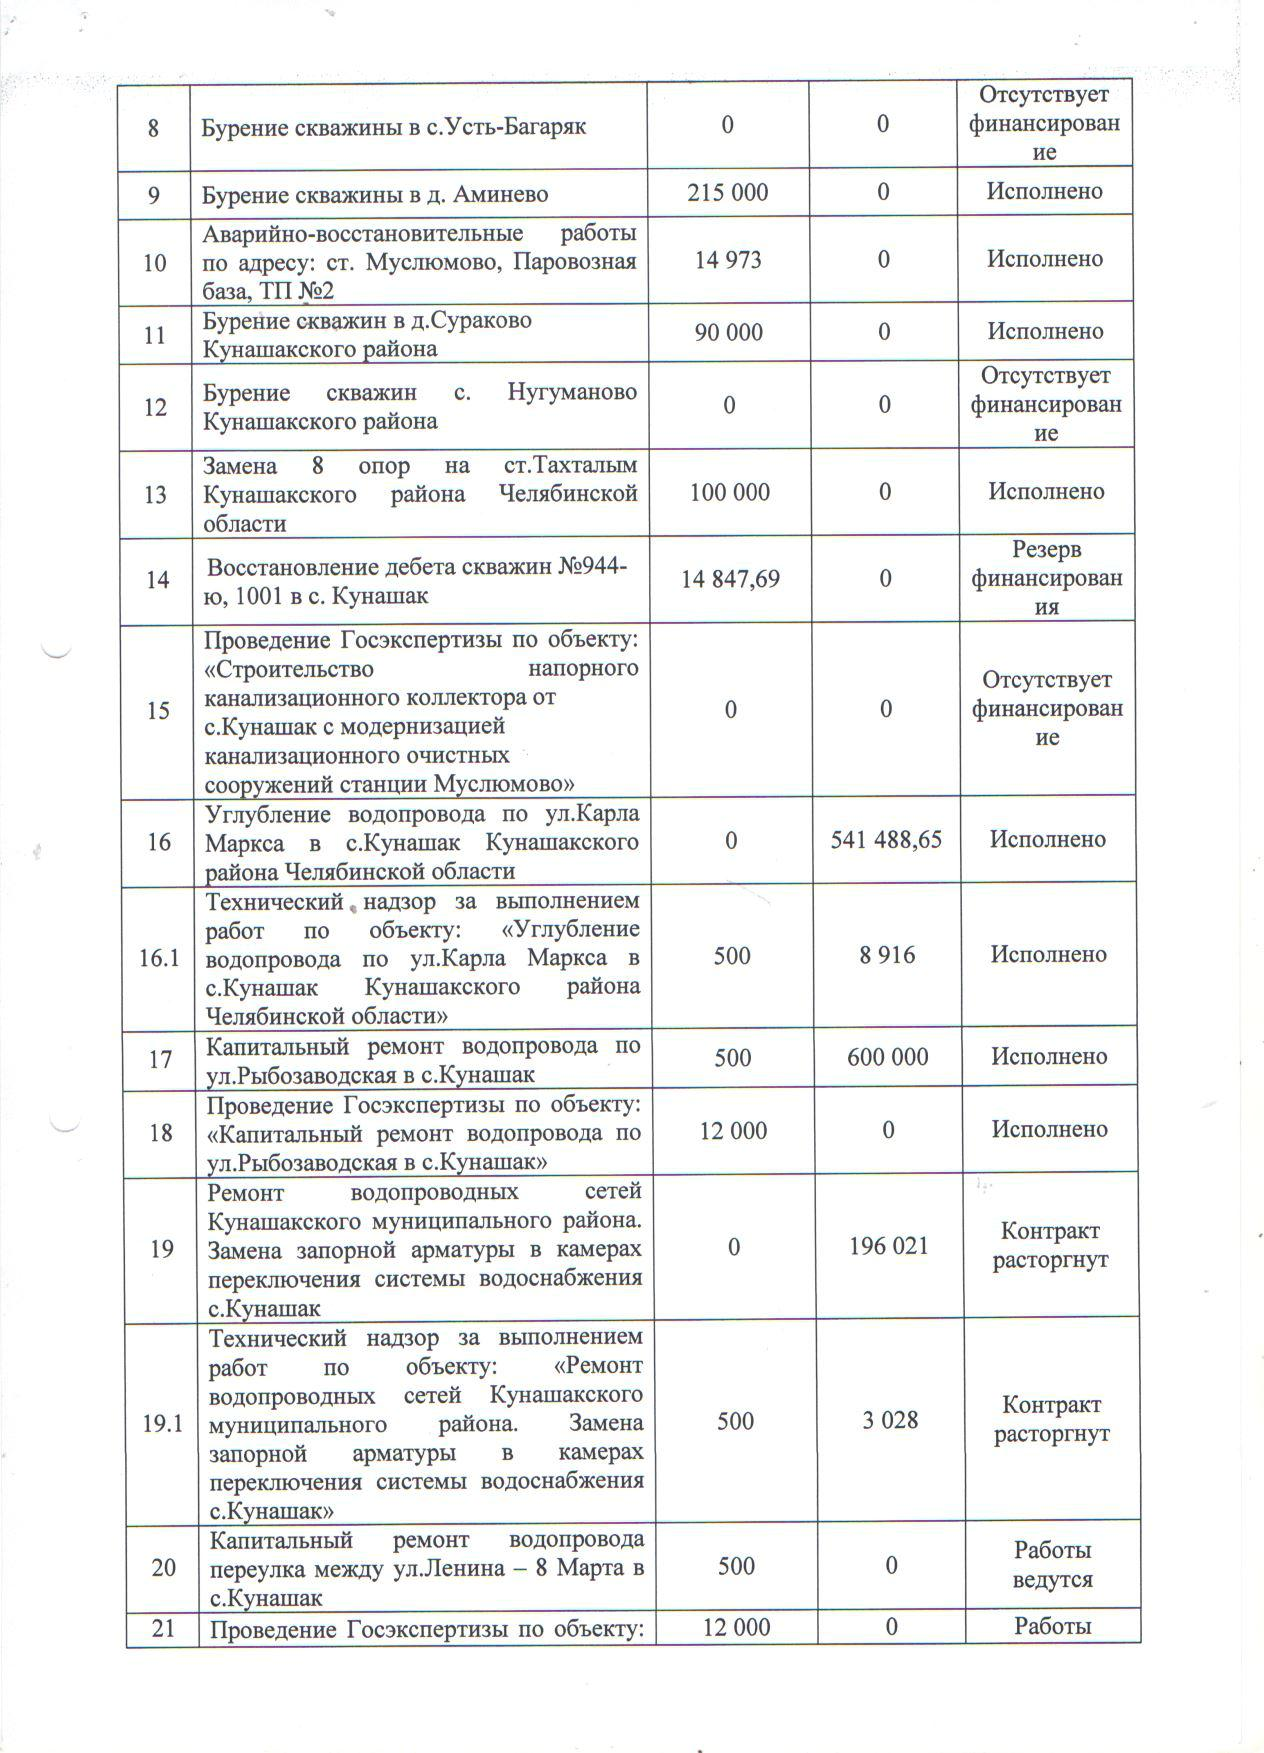 Отсутствует
8 Бурение скважины в с.Усть-Багаряк 0 0 финансирован
ие
9 Бурение скважины в д. Аминево 215 000 0 Исполнено
Аварийно-восстановительные работы
10 по адресу: ст. Муслюмово, Паровозная 14 973 0 Исполнено
база, ТП №2
11 Бурение скважин в д.Сураково 90 000 0 Исполнено
Кунашакского района
Отсутствует
12 Бурение скважин с. Нугуманово 0 0 финансирован
Кунашакского района ие
Замена 8 опор на ст.Тахталым
13 Кунашакского района Челябинской 100 000 0 Исполнено
области
Резерв
14 Восстановление дебета скважин №944- 14 847,69 0 финансирован
ю, 1001 в с. Кунашак ия
Проведение Госэкспертизы по объекту:
«Строительство напорного
канализационного коллектора от Отсутствует
15 с.Кунашак с модернизацией 0 0 финансирован
канализационного очистных ие
сооружений станции Муслюмово»
Углубление водопровода по ул.Карла
16 Маркса в с.Кунашак Кунашакского 0 541 488,65 Исполнено
района Челябинской области
Технический надзор за выполнением
работ по объекту: «Углубление
16.1 водопровода по ул.Карла Маркса в 500 8 916 Исполнено
с.Кунашак Кунашакского района
Челябинской области»
17 Капитальный ремонт водопровода по 500 600 000 Исполнено
ул.Рыбозаводская в с.Кунашак
Проведение Госэкспертизы по объекту:
18 «Капитальный ремонт водопровода по 12 000 0 Исполнено
ул.Рыбозаводская в с.Кунашак»
Ремонт водопроводных сетей
Кунашакского муниципального района. Контракт
19 Замена запорной арматуры в камерах 0 196 021 расторгнут
переключения системы водоснабжения
с.Кунашак
Технический надзор за выполнением
работ по объекту: «Ремонт
водопроводных сетей Кунашакского Контракт
19.1 муниципального района. Замена 500 3 028 расторгнут
запорной арматуры в камерах
переключения системы водоснабжения
с.Кунашак»
Капитальный ремонт водопровода Работы
20 переулка между ул.Ленина – 8 Марта в 500 0 ведутся
с.Кунашак
21 Проведение Госэкспертизы по объекту: 12 000 0 Работы